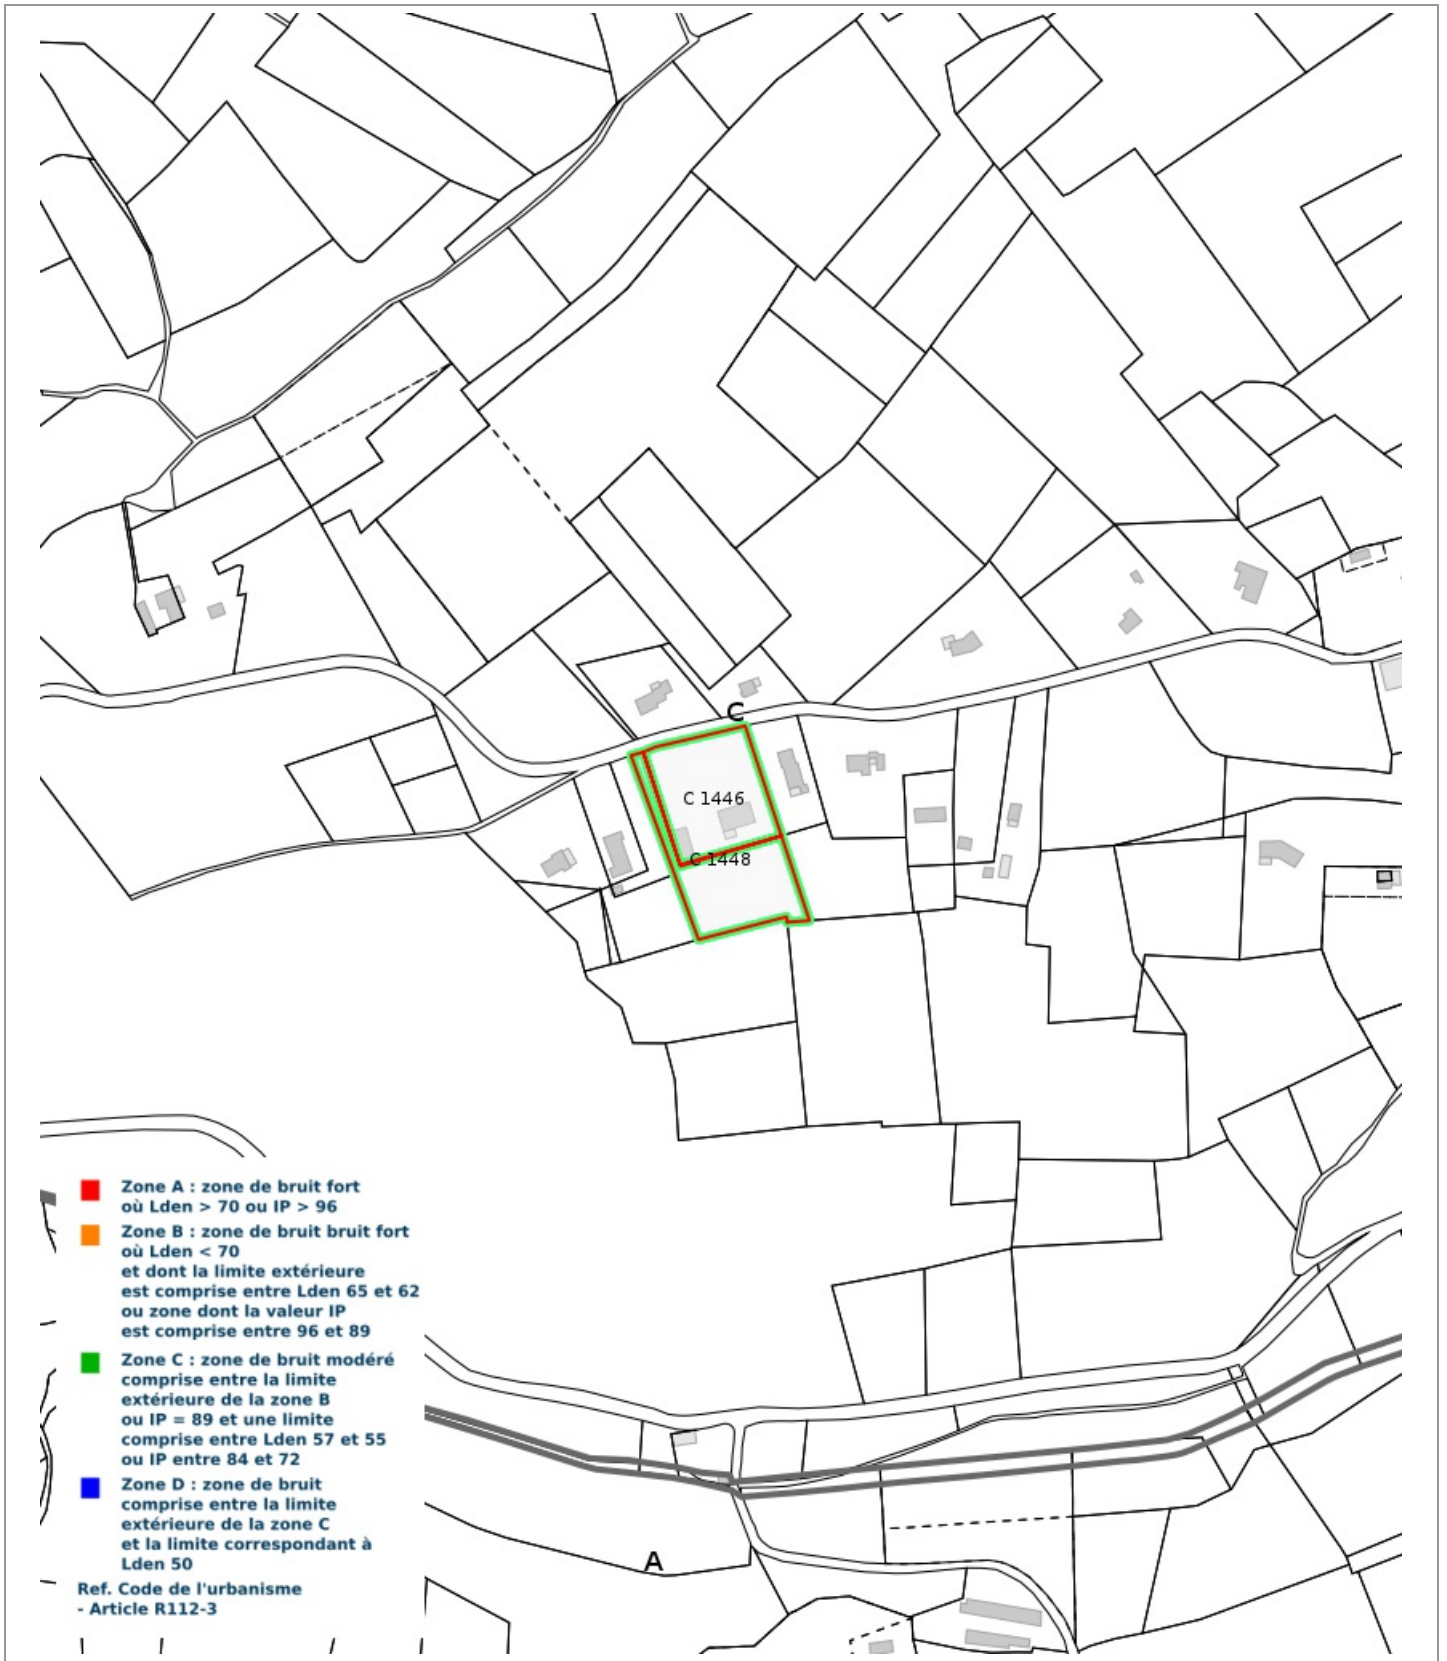 C
C 1446
C 1448
Zone A : zone de bruit fort
où Lden > 70 ou IP > 96
Zone B : zone de bruit bruit fort
où Lden < 70
et dont la limite extérieure
est comprise entre Lden 65 et 62
ou zone dont la valeur IP
est comprise entre 96 et 89
Zone C : zone de bruit modéré
comprise entre la limite
extérieure de la zone B
ou IP = 89 et une limite
comprise entre Lden 57 et 55
ou IP entre 84 et 72
Zone D : zone de bruit
comprise entre la limite
extérieure de la zone C
et la limite correspondant à
Lden 50
Ref. Code de l'urbanisme
- Article R112-3
A